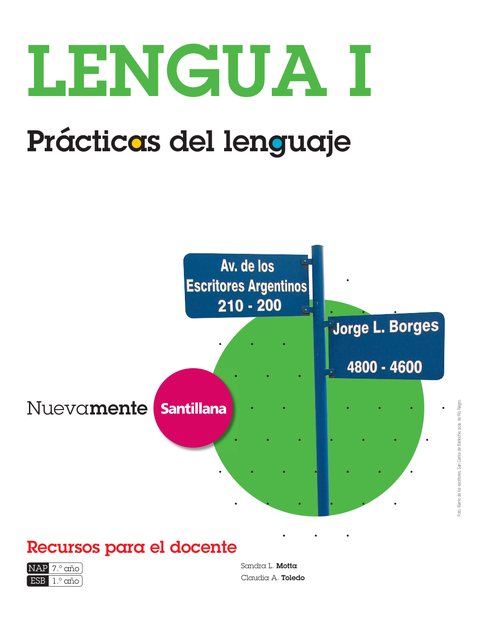 LENGUA I
Prácticas del lenguaje
Av. de los
Escritores Argentinos
210 - 200
Jorge L. Borges
4800 - 4600
Nuevamente Santillana
Recursos para el docente
NAP 7.º año
ESB 1.º año
Sandra L. Motta
Claudia A. Toledo